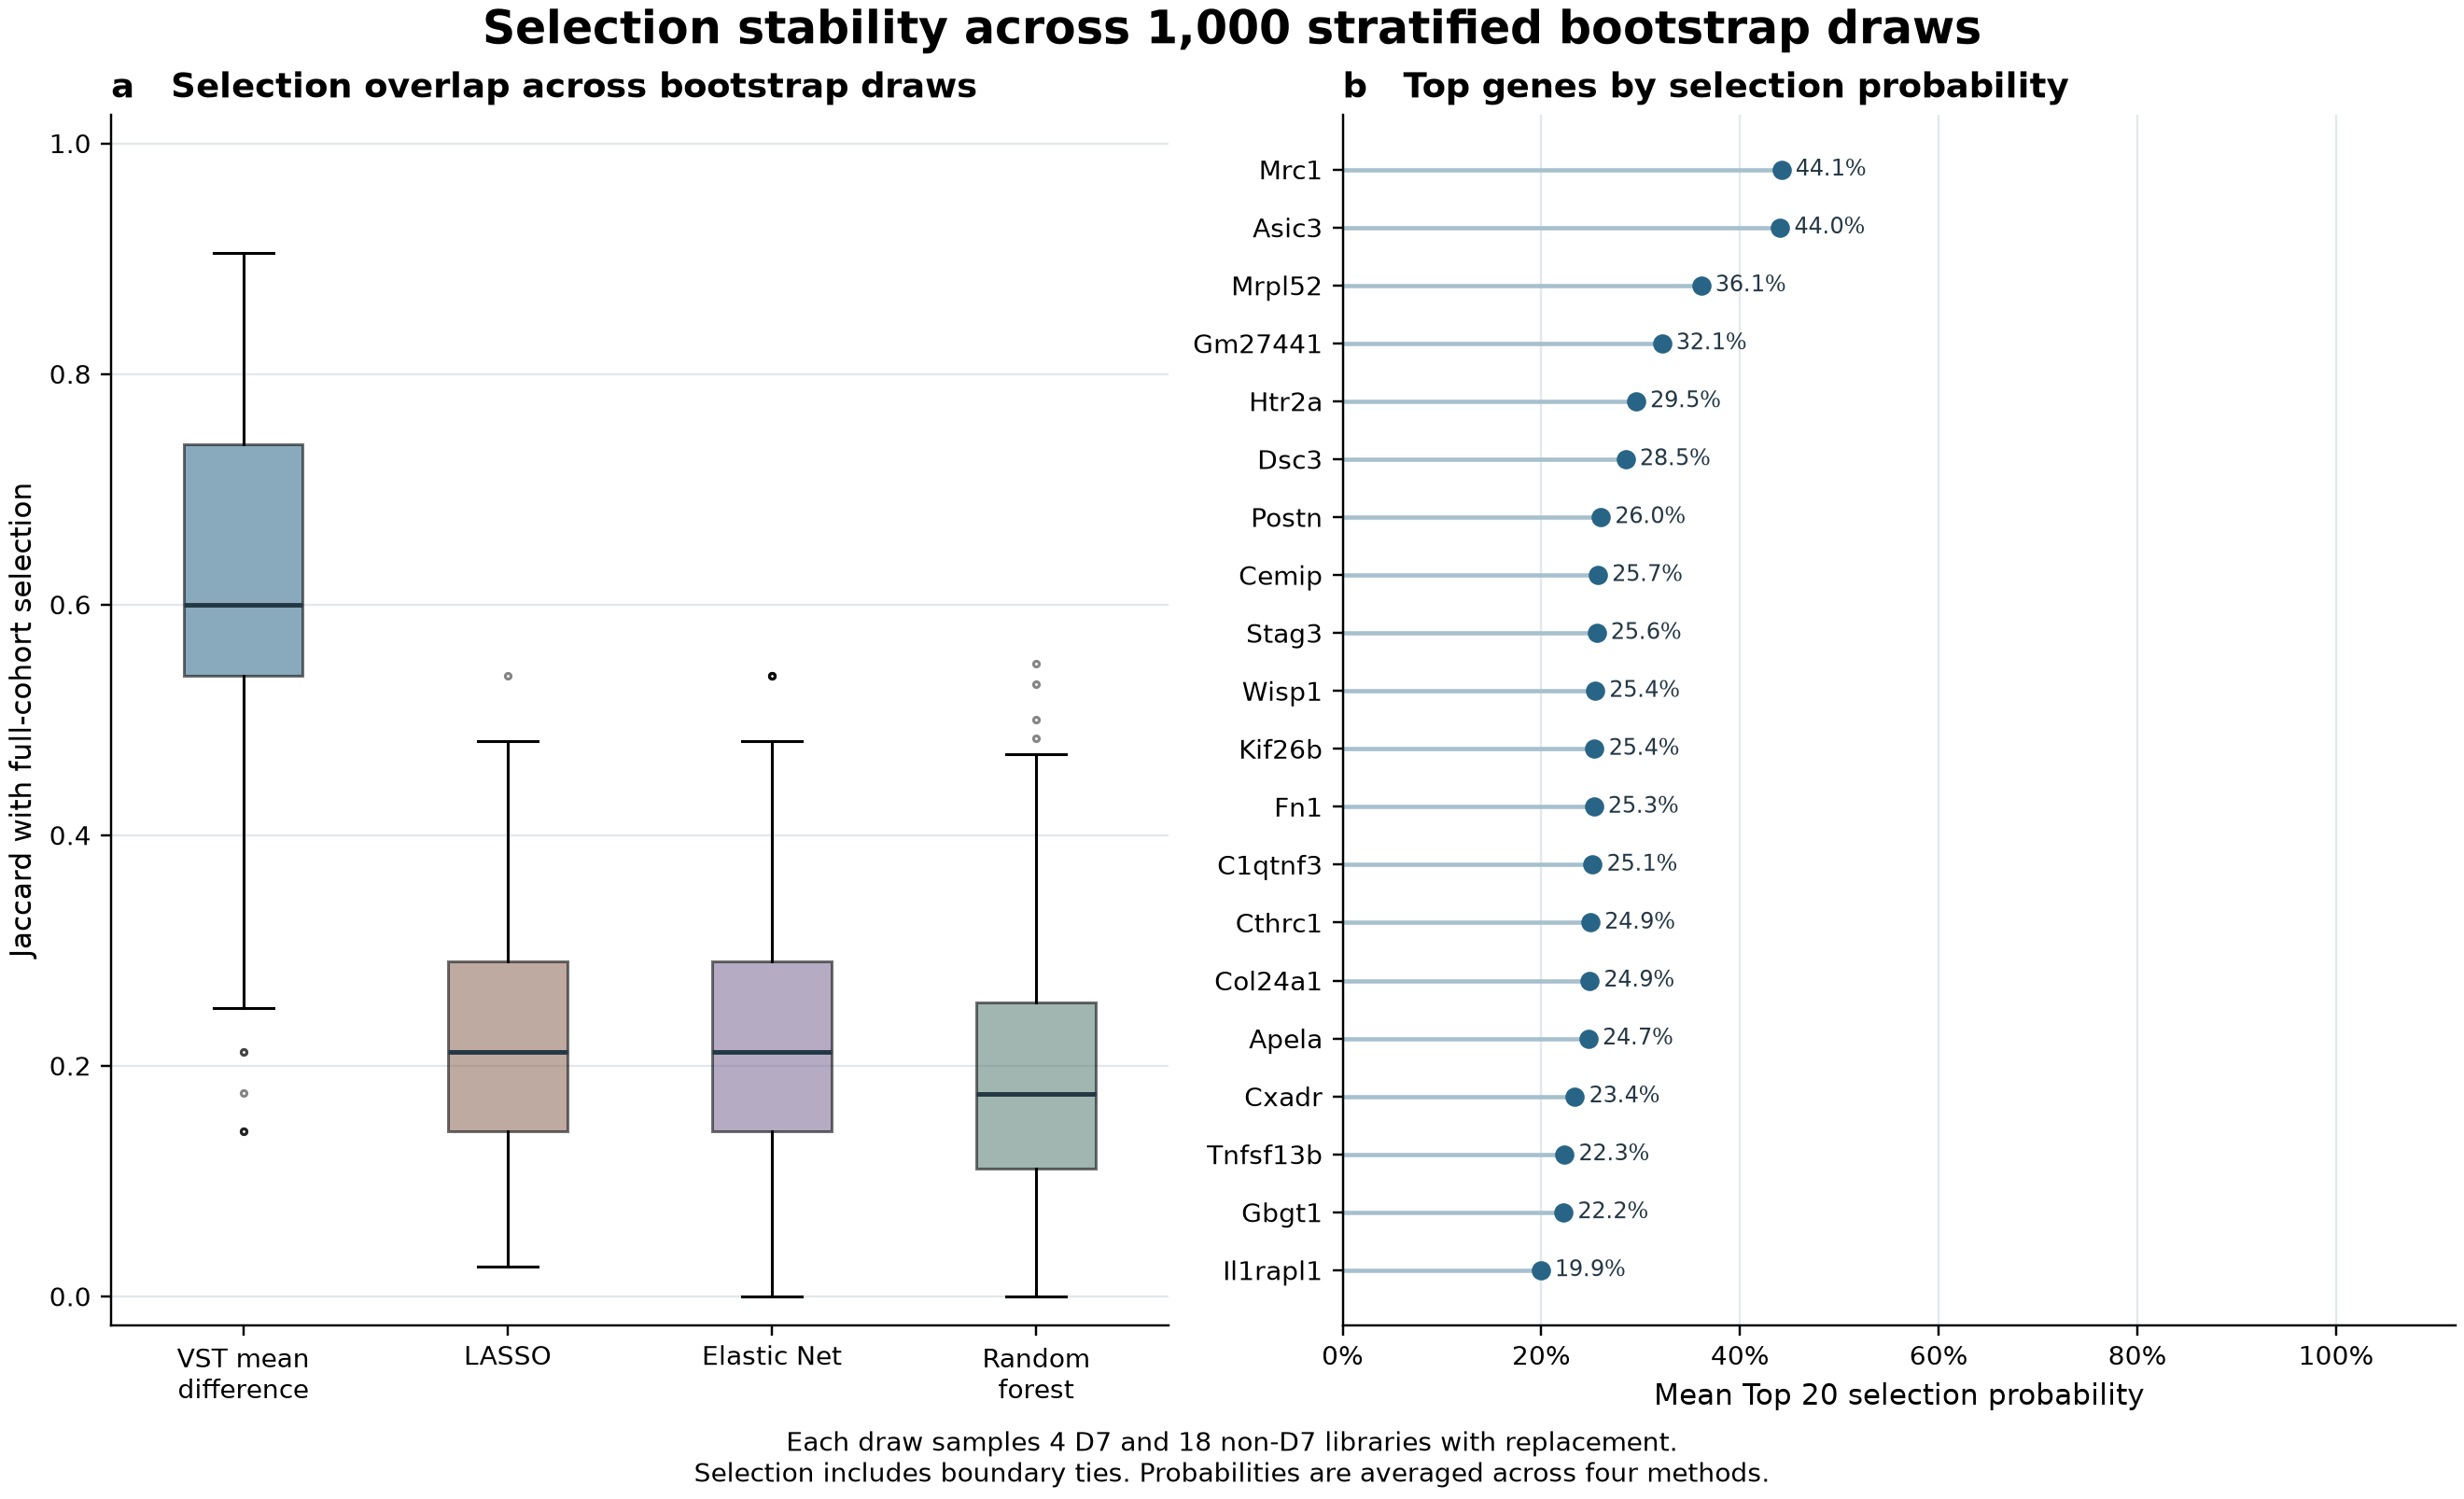 Selection stability across 1,000 stratified bootstrap draws
a Selection overlap across bootstrap draws
Jaccard with full-cohort selection
1.0
0.8
0.6
0.4
0.2
0.0
VST mean
difference
LASSO
Elastic Net
Random
forest
b Top genes by selection probability
Mrc1 44.1%
Asic3 44.0%
Mrpl52 36.1%
Gm27441 32.1%
Htr2a 29.5%
Dsc3 28.5%
Postn 26.0%
Cemip 25.7%
Stag3 25.6%
Wisp1 25.4%
Kif26b 25.4%
Fn1 25.3%
C1qtnf3 25.1%
Cthrc1 24.9%
Col24a1 24.9%
Apela 24.7%
Cxadr 23.4%
Tnfsf13b 22.3%
Gbgt1 22.2%
Il1rapl1 19.9%
0% 20% 40% 60% 80% 100%
Mean Top 20 selection probability
Each draw samples 4 D7 and 18 non-D7 libraries with replacement.
Selection includes boundary ties. Probabilities are averaged across four methods.